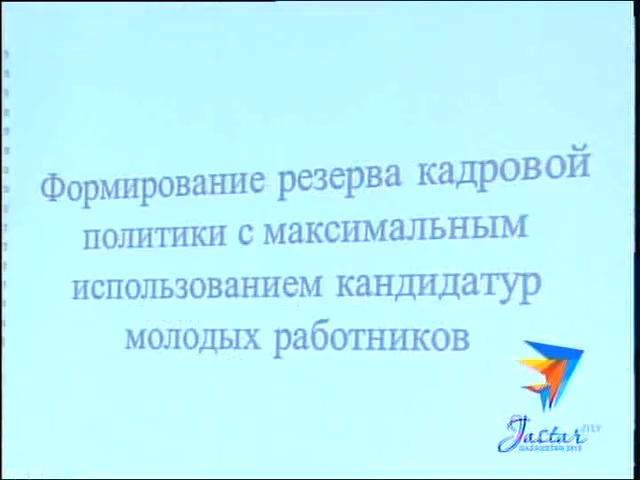 Формирование резерва кадровой
политики с максимальным
использованием кандидатур
молодых работников
Jastar